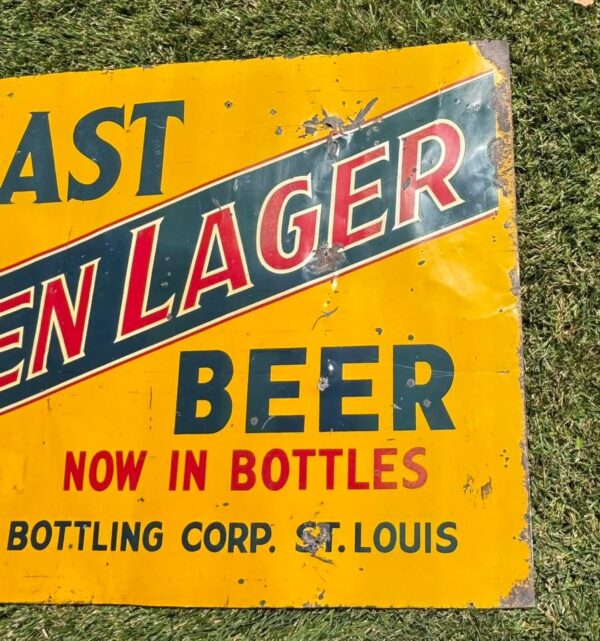 AST
EN LAGER
BEER
NOW IN BOTTLES
BOTTLING CORP. ST. LOUIS